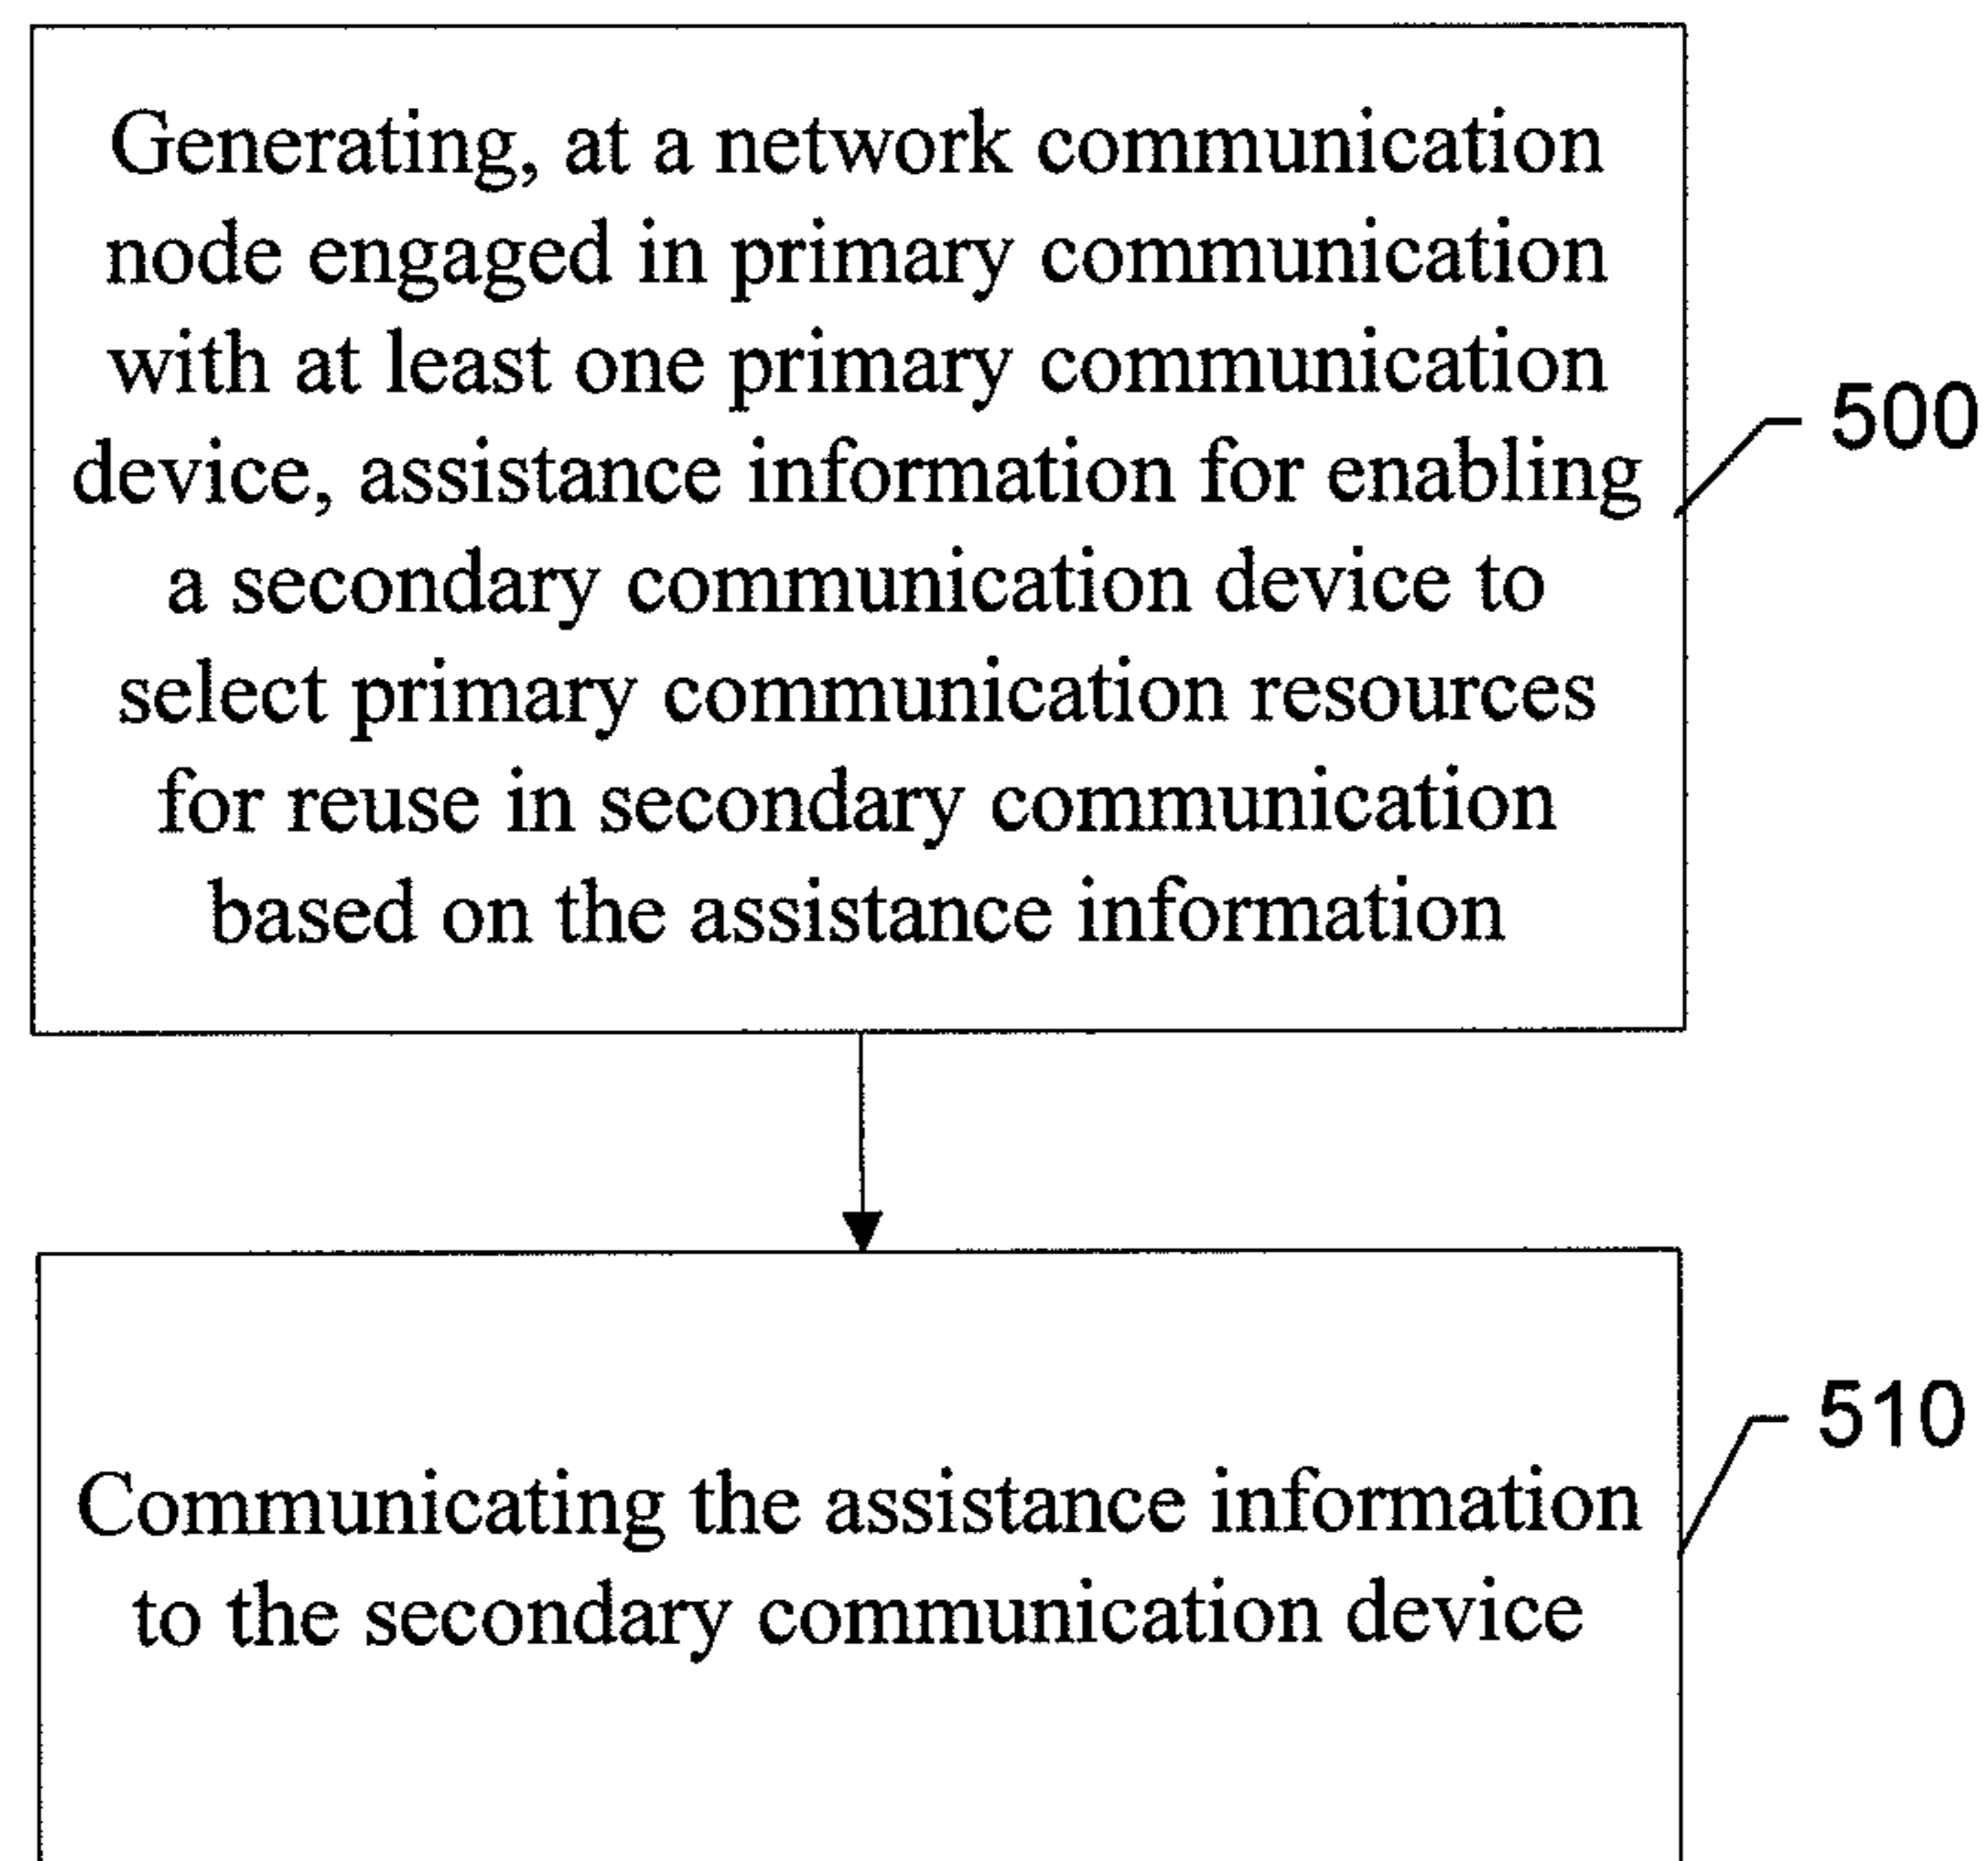 Generating, at a network communication
node engaged in primary communication
with at least one primary communication
device, assistance information for enabling
a secondary communication device to
select primary communication resources
for reuse in secondary communication
based on the assistance information
500
Communicating the assistance information
to the secondary communication device
510